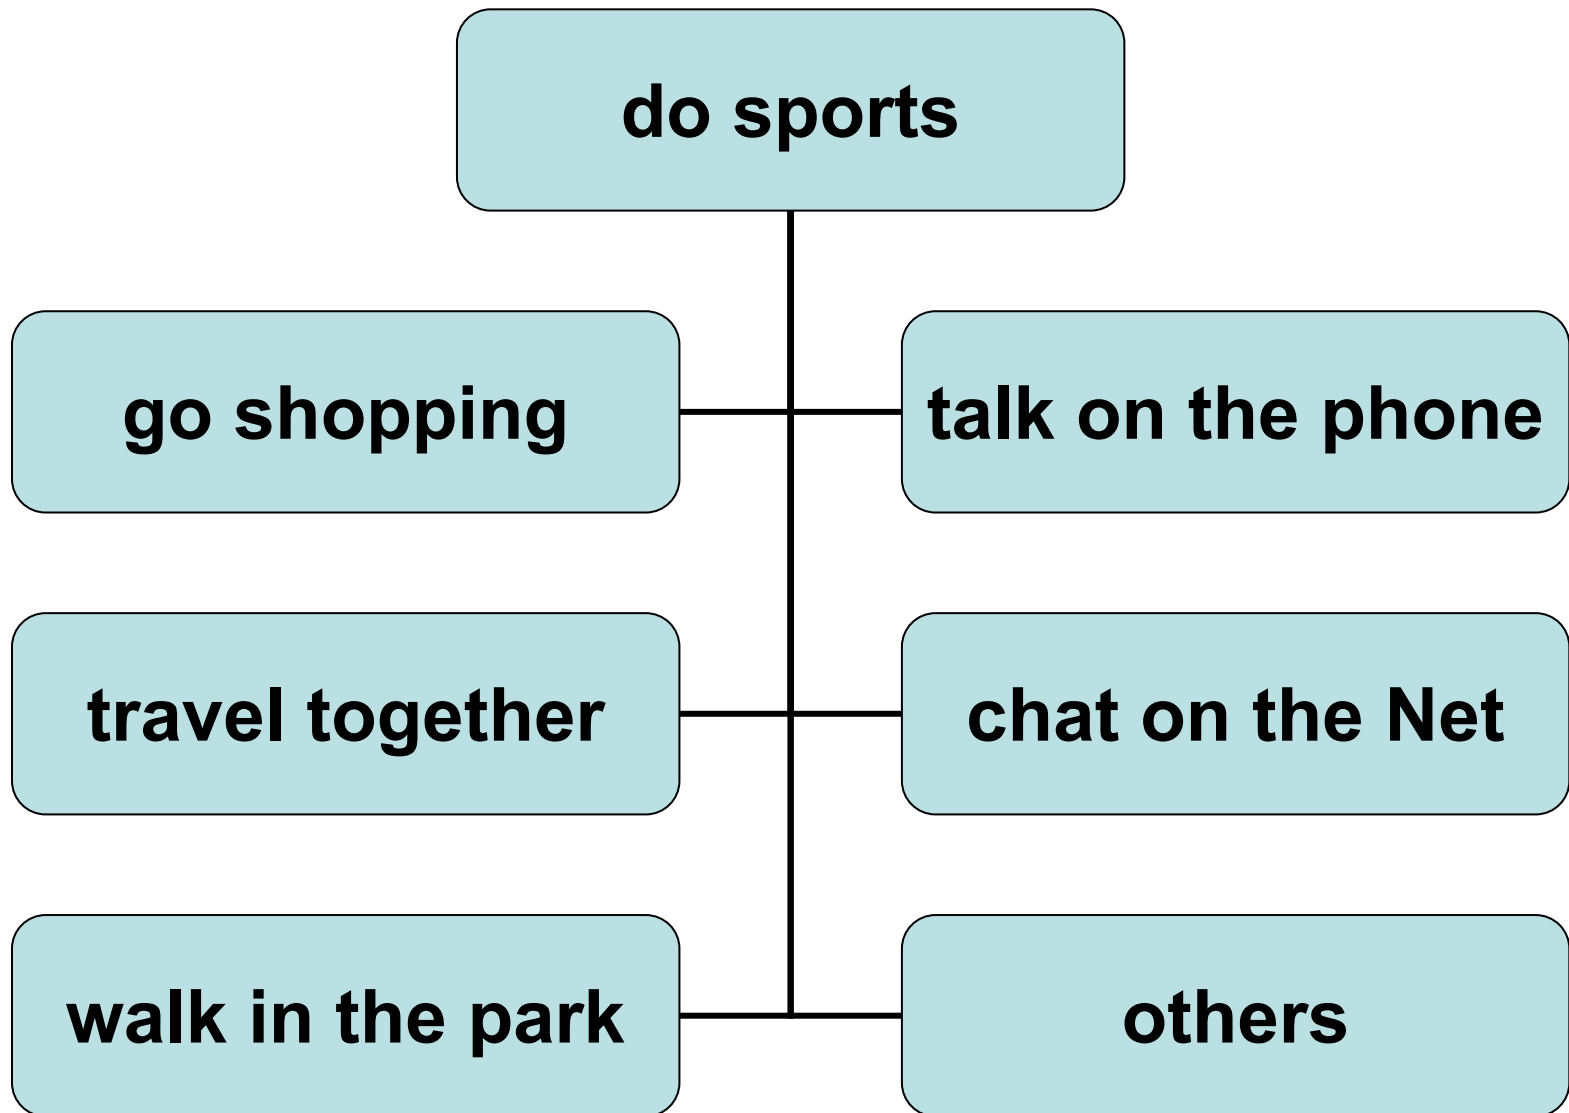 do sports
go shopping
talk on the phone
travel together
chat on the Net
walk in the park
others